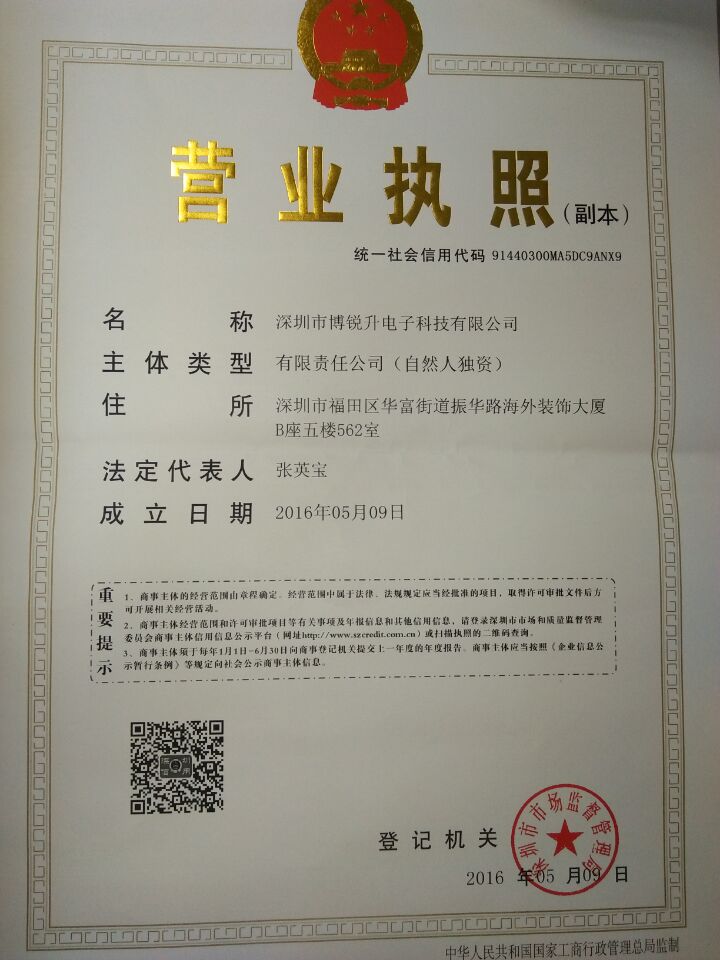 营业执照(副本)
统一社会信用代码 91440300MA5DC9ANX9
名称 深圳市博锐升电子科技有限公司
主体类型 有限责任公司（自然人独资）
住所 深圳市福田区华富街道振华路海外装饰大厦
B座五楼562室
法定代表人 张英宝
成立日期 2016年05月09日
重要提示
1、商事主体的经营范围由章程确定。经营范围中属于法律、法规规定应当经批准的项目，取得许可审批文件后方
可开展相关经营活动。
2、商事主体经营范围和许可审批项目等有关事项及年报信息和其他信用信息，请登录深圳市市场和质量监督管理
委员会商事主体信用信息公示平台（网址http://www.szcredit.com.cn）或扫描执照的二维码查询。
3、商事主体须于每年1月1日-6月30日向商事登记机关提交上一年度的年度报告。商事主体应当按照《企业信息公
示暂行条例》等规定向社会公示商事主体信息。
深圳
信用
登记机关
深圳市市场监督管理局
2016 年05 月09 日
中华人民共和国国家工商行政管理总局监制